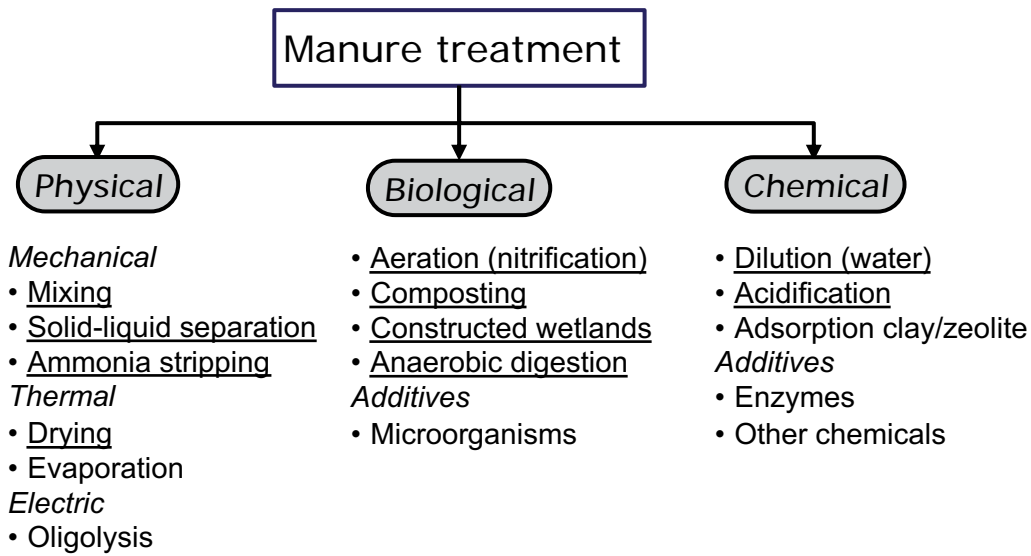 Manure treatment
Physical
Mechanical
• Mixing
• Solid-liquid separation
• Ammonia stripping
Thermal
• Drying
• Evaporation
Electric
• Oligolysis
Biological
• Aeration (nitrification)
• Composting
• Constructed wetlands
• Anaerobic digestion
Additives
• Microorganisms
Chemical
• Dilution (water)
• Acidification
• Adsorption clay/zeolite
Additives
• Enzymes
• Other chemicals